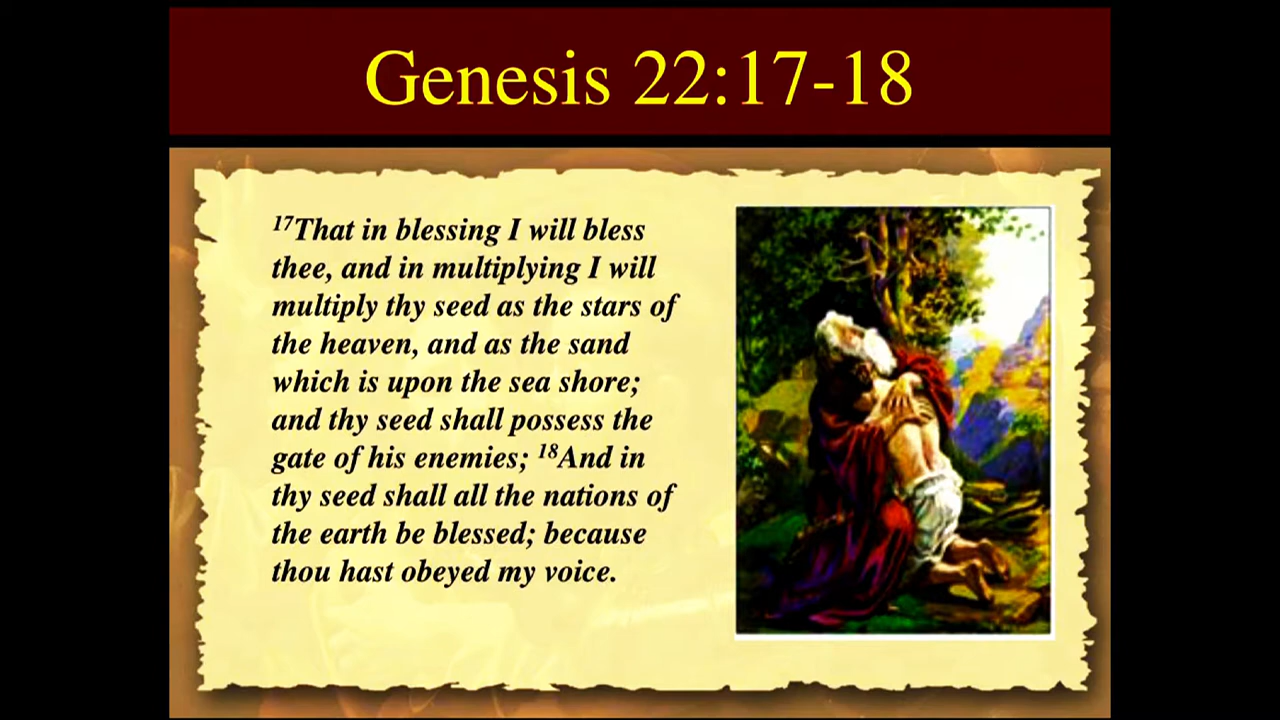 Genesis 22:17-18
17That in blessing I will bless
thee, and in multiplying I will
multiply thy seed as the stars of
the heaven, and as the sand
which is upon the sea shore;
and thy seed shall possess the
gate of his enemies; 18And in
thy seed shall all the nations of
the earth be blessed; because
thou hast obeyed my voice.